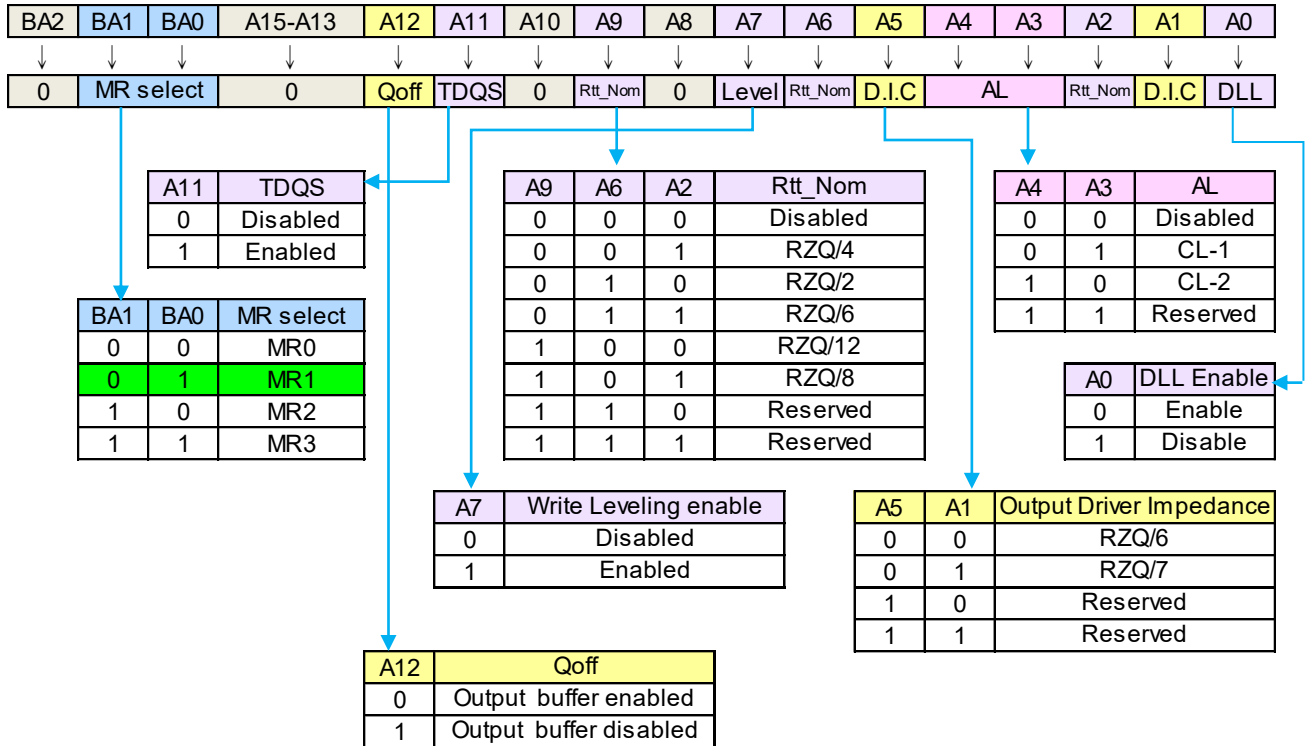 BA2 BA1 BA0 A15-A13 A12 A11 A10 A9 A8 A7 A6 A5 A4 A3 A2 A1 A0
0 MR select 0 Qoff TDQS 0 Rtt_Nom 0 Level Rtt_Nom D.I.C AL Rtt_Nom D.I.C DLL
A11 TDQS
0 Disabled
1 Enabled
BA1 BA0 MR select
0 0 MR0
0 1 MR1
1 0 MR2
1 1 MR3
A9 A6 A2 Rtt_Nom
0 0 0 Disabled
0 0 1 RZQ/4
0 1 0 RZQ/2
0 1 1 RZQ/6
1 0 0 RZQ/12
1 0 1 RZQ/8
1 1 0 Reserved
1 1 1 Reserved
A4 A3 AL
0 0 Disabled
0 1 CL-1
1 0 CL-2
1 1 Reserved
A0 DLL Enable
0 Enable
1 Disable
A7 Write Leveling enable
0 Disabled
1 Enabled
A5 A1 Output Driver Impedance
0 0 RZQ/6
0 1 RZQ/7
1 0 Reserved
1 1 Reserved
A12 Qoff
0 Output buffer enabled
1 Output buffer disabled